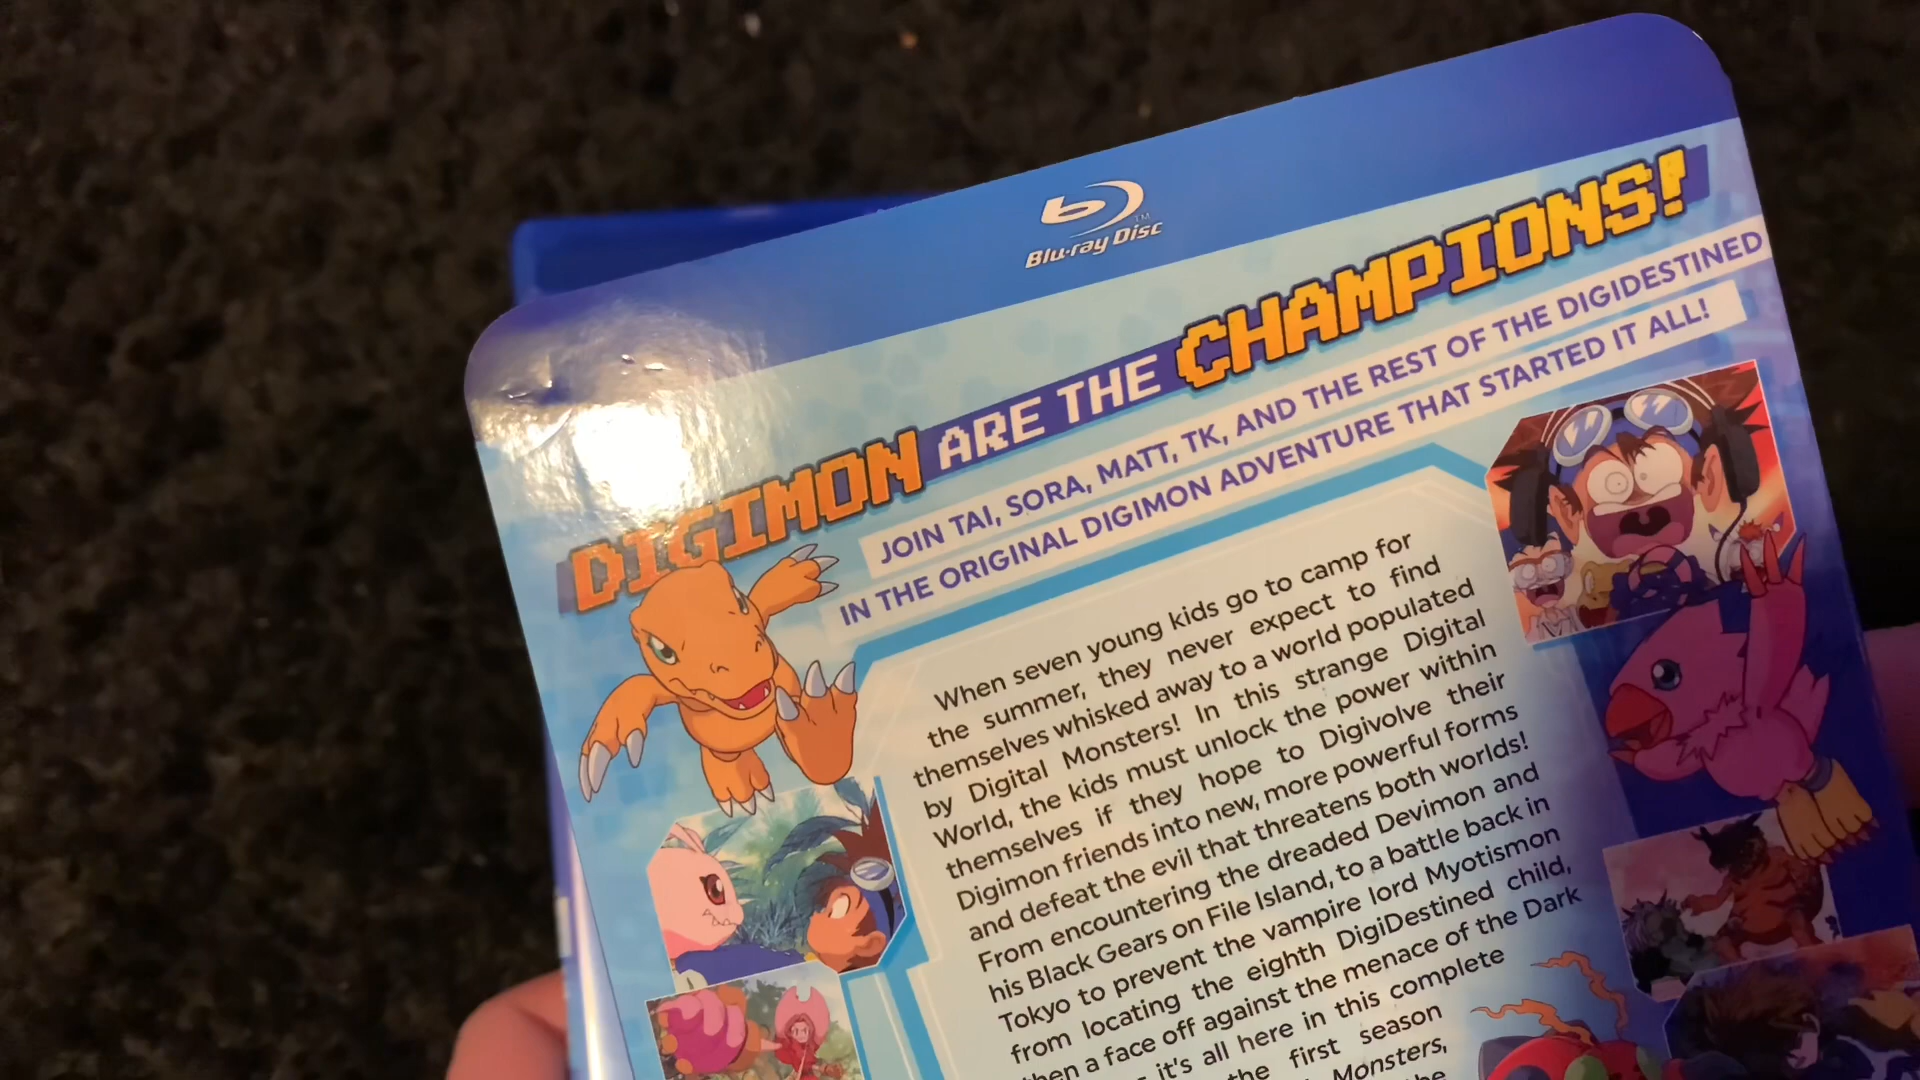 Blu-ray Disc
TM
DIGIMON ARE THE CHAMPIONS!
JOIN TAI, SORA, MATT, TK, AND THE REST OF THE DIGIDESTINED
IN THE ORIGINAL DIGIMON ADVENTURE THAT STARTED IT ALL!
When seven young kids go to camp for
the summer, they never expect to find
themselves whisked away to a world populated
by Digital Monsters! In this strange Digital
World, the kids must unlock the power within
themselves if they hope to Digivolve their
Digimon friends into new, more powerful forms
and defeat the evil that threatens both worlds!
From encountering the dreaded Devimon and
his Black Gears on File Island, to a battle back in
Tokyo to prevent the vampire lord Myotismon
from locating the eighth DigiDestined child,
then a face off against the menace of the Dark
it's all here in this complete
the first season
Monsters,
the